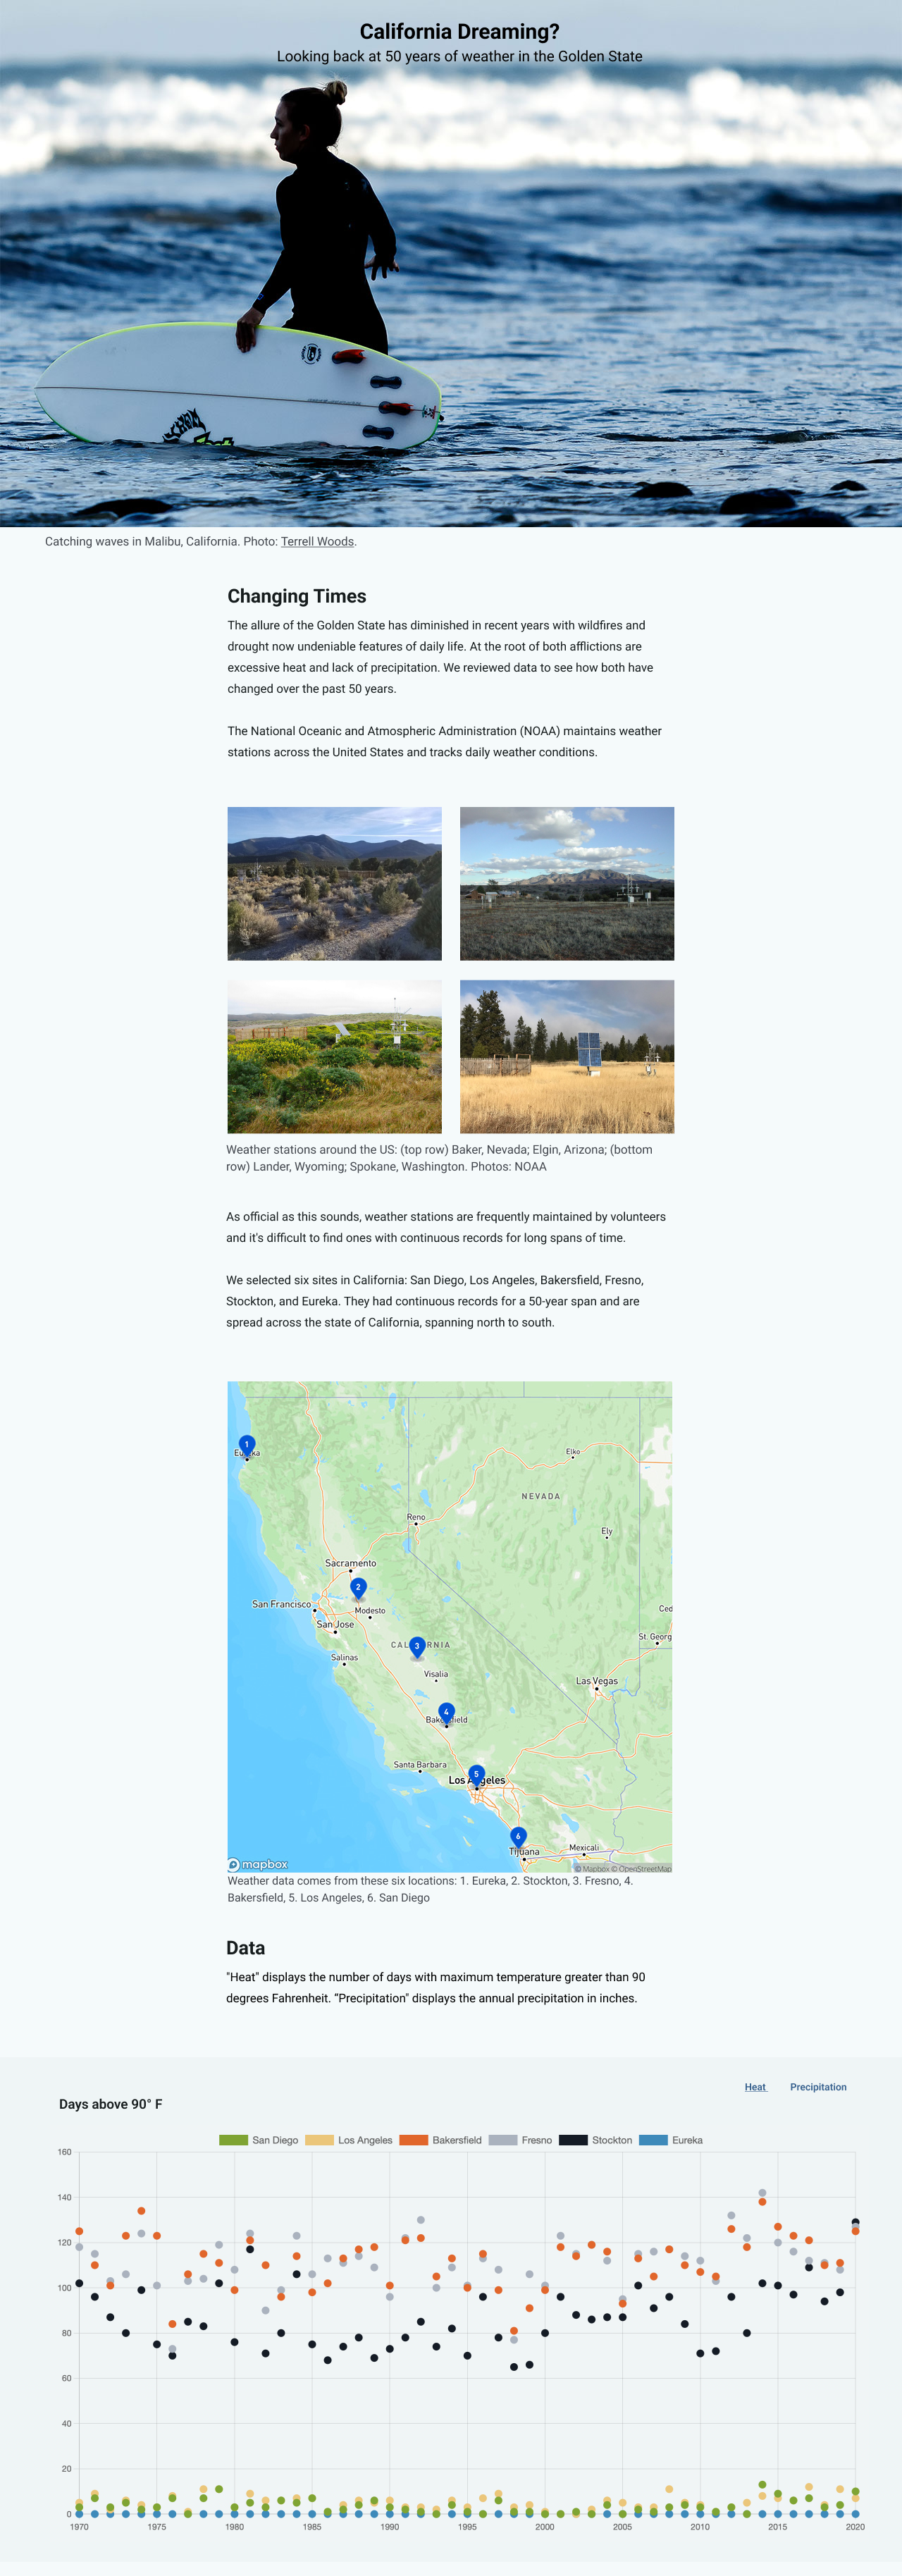 California Dreaming?
Looking back at 50 years of weather in the Golden State
Catching waves in Malibu, California. Photo: Terrell Woods.
Changing Times
The allure of the Golden State has diminished in recent years with wildfires and
drought now undeniable features of daily life. At the root of both afflictions are
excessive heat and lack of precipitation. We reviewed data to see how both have
changed over the past 50 years.
The National Oceanic and Atmospheric Administration (NOAA) maintains weather
stations across the United States and tracks daily weather conditions.
Weather stations around the US: (top row) Baker, Nevada; Elgin, Arizona; (bottom
row) Lander, Wyoming; Spokane, Washington. Photos: NOAA
As official as this sounds, weather stations are frequently maintained by volunteers
and it's difficult to find ones with continuous records for long spans of time.
We selected six sites in California: San Diego, Los Angeles, Bakersfield, Fresno,
Stockton, and Eureka. They had continuous records for a 50-year span and are
spread across the state of California, spanning north to south.
1
Elko
NEVADA
Reno
Ely
Sacramento
2
San Francisco
Modesto
Ced
San Jose
St. Georg
3
Salinas
Visalia
Las Vegas
4
Santa Barbara
5
6
Tijuana
Mexicali
mapbox
© Mapbox © OpenStreetMap
Weather data comes from these six locations: 1. Eureka, 2. Stockton, 3. Fresno, 4.
Bakersfield, 5. Los Angeles, 6. San Diego
Data
"Heat" displays the number of days with maximum temperature greater than 90
degrees Fahrenheit. “Precipitation" displays the annual precipitation in inches.
Heat Precipitation
Days above 90° F
San Diego Los Angeles Bakersfield Fresno Stockton Eureka
160
140
120
100
80
60
40
20
0
1970 1975 1980 1985 1990 1995 2000 2005 2010 2015 2020